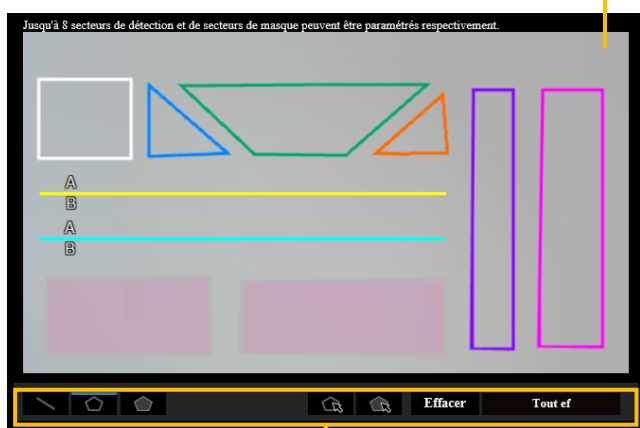 Jusqu'à 8 secteurs de détection et de secteurs de masque peuvent être paramétrés respectivement.
A
B
A
B
Effacer Tout ef